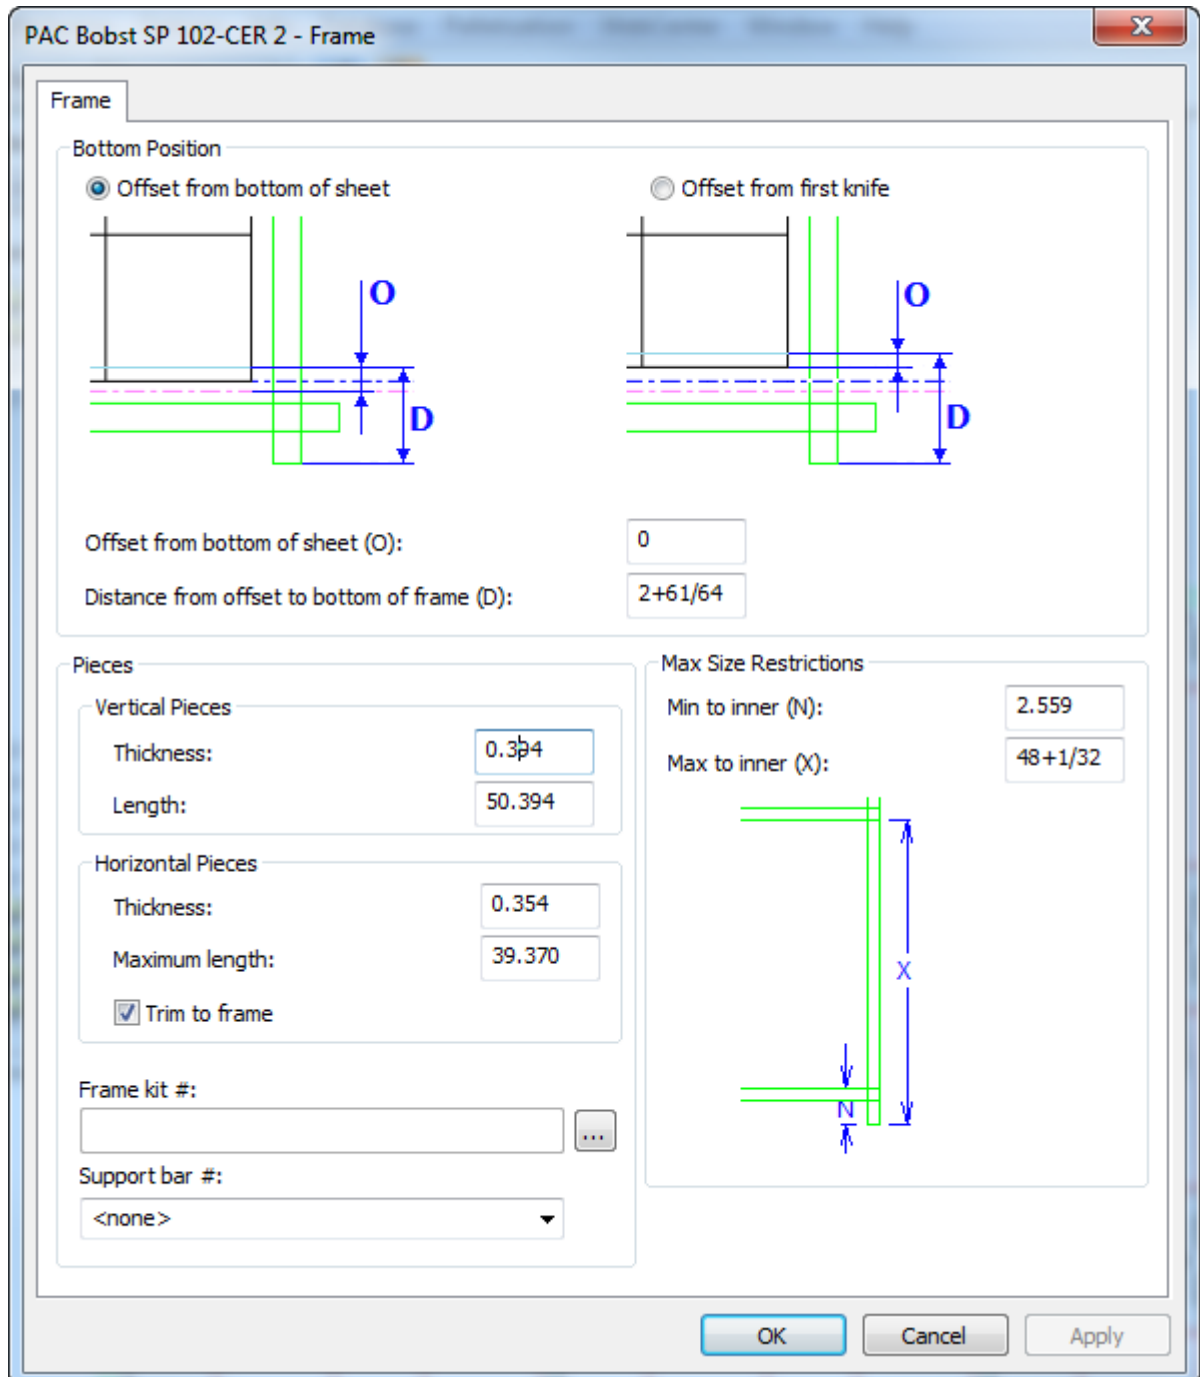 PAC Bobst SP 102-CER 2 - Frame
Frame
Bottom Position
Offset from bottom of sheet
Offset from first knife
O
D
O
D
Offset from bottom of sheet (O):
0
Distance from offset to bottom of frame (D):
2+61/64
Pieces
Vertical Pieces
Thickness:
0.394
Length:
50.394
Horizontal Pieces
Thickness:
0.354
Maximum length:
39.370
Trim to frame
Frame kit #:
...
Support bar #:
<none>
Max Size Restrictions
Min to inner (N):
2.559
Max to inner (X):
48+1/32
X
N
OK
Cancel
Apply